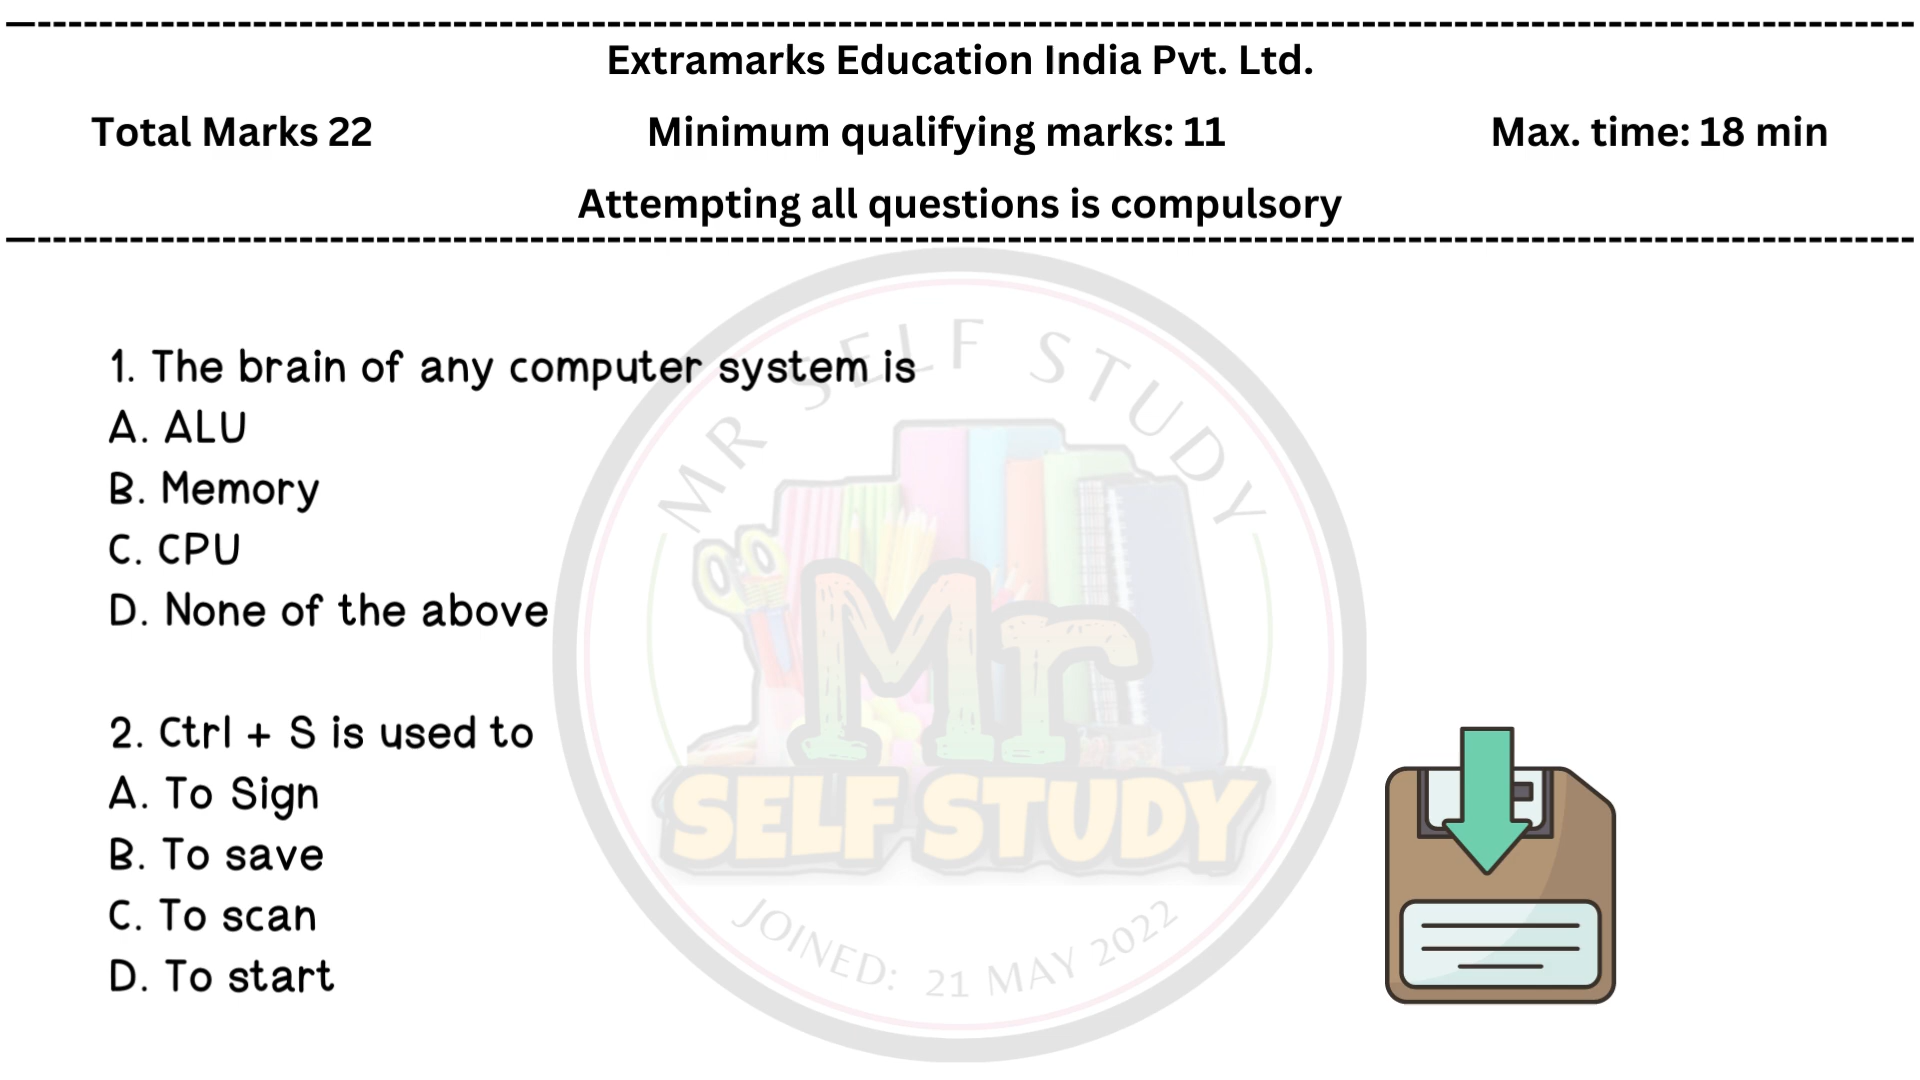 Extramarks Education India Pvt. Ltd.
Total Marks 22 Minimum qualifying marks: 11 Max. time: 18 min
Attempting all questions is compulsory
1. The brain of any computer system is
A. ALU
B. Memory
C. CPU
D. None of the above
2. Ctrl + S is used to
A. To Sign
B. To save
C. To scan
D. To start
MR SELF STUDY
Mr
SELF STUDY
JOINED: 21 MAY 2022